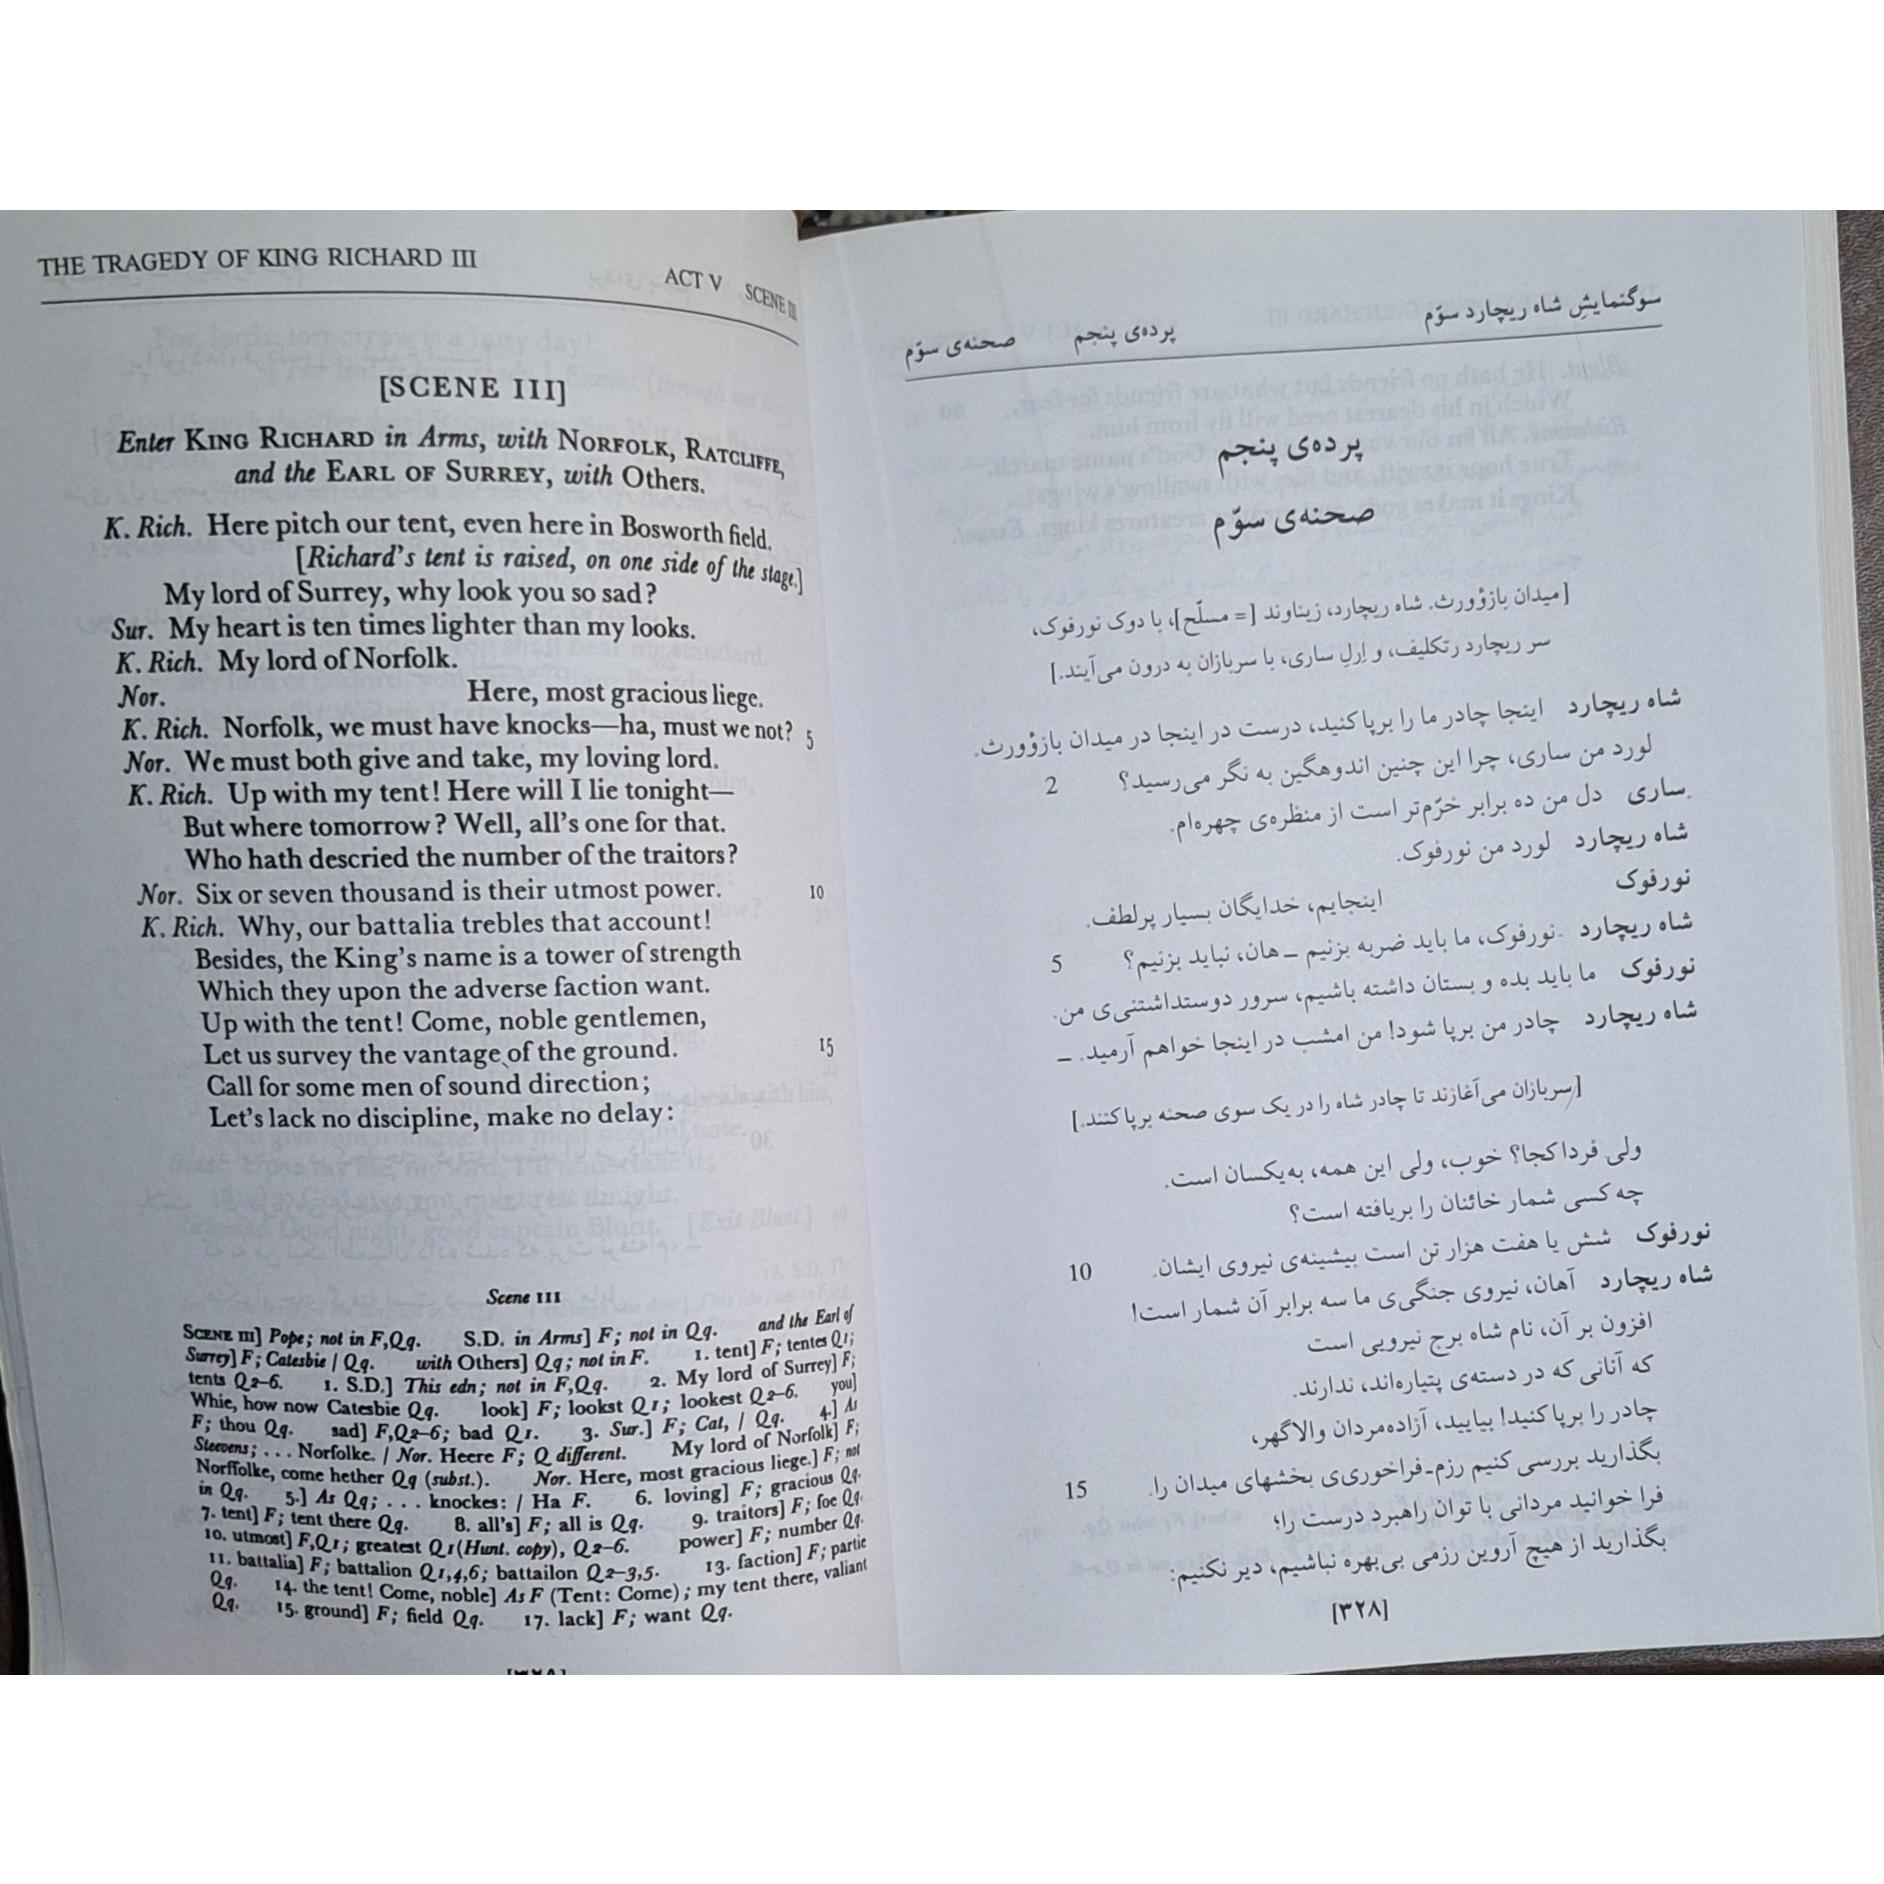 THE TRAGEDY OF KING RICHARD III ACT V SCENE III
[SCENE III]
Enter KING RICHARD in Arms, with NORFOLK, RATCLIFFE,
and the EARL OF SURREY, with Others.
K. Rich. Here pitch our tent, even here in Bosworth field.
[Richard's tent is raised, on one side of the stage.]
My lord of Surrey, why look you so sad?
Sur. My heart is ten times lighter than my looks.
K. Rich. My lord of Norfolk.
Nor. Here, most gracious liege.
K. Rich. Norfolk, we must have knocks—ha, must we not? 5
Nor. We must both give and take, my loving lord.
K. Rich. Up with my tent! Here will I lie tonight—
But where tomorrow? Well, all's one for that.
Who hath descried the number of the traitors?
Nor. Six or seven thousand is their utmost power. 10
K. Rich. Why, our battalia trebles that account!
Besides, the King's name is a tower of strength
Which they upon the adverse faction want.
Up with the tent! Come, noble gentlemen,
Let us survey the vantage of the ground. 15
Call for some men of sound direction;
Let's lack no discipline, make no delay:
Scene III
SCENE III] Pope; not in F,Qq. S.D. in Arms] F; not in Qq. and the Earl of
Surrey] F; Catesbie / Qq. with Others] Qq; not in F. 1. tent] F; tentes Q1;
tents Q2–6. 1. S.D.] This edn; not in F,Qq. 2. My lord of Surrey] F;
Whie, how now Catesbie Qq. look] F; lookst Q1; lookest Q2–6. you]
F; thou Qq. sad] F,Q2–6; bad Q1. 3. Sur.] F; Cat, / Qq. 4.] As
Steevens; . . . Norfolke. / Nor. Heere F; Q different. My lord of Norfolk] F;
Norffolke, come hether Qq (subst.). Nor. Here, most gracious liege.] F; not
in Qq. 5.] As Qq; . . . knockes: / Ha F. 6. loving] F; gracious Qq.
7. tent] F; tent there Qq. 8. all's] F; all is Qq. 9. traitors] F; foe Qq.
10. utmost] F,Q1; greatest Q1(Hunt. copy), Q2–6. power] F; number Qq.
11. battalia] F; battalion Q1,4,6; battailon Q2–3,5. 13. faction] F; partie
Qq. 14. the tent! Come, noble] As F (Tent: Come); my tent there, valiant
Qq. 15. ground] F; field Qq. 17. lack] F; want Qq.
سوگنمایشِ شاه ریچارد سوّم پرده‌ی پنجم صحنه‌ی سوّم
پرده‌ی پنجم
صحنه‌ی سوّم
[میدان بازؤورث. شاه ریچارد، زیناوند [= مسلّح]، با دوک نورفوک،
سر ریچارد رتکلیف، و اِرلِ ساری، با سربازان به درون می‌آیند.]
شاه ریچارد اینجا چادر ما را برپا کنید، درست در اینجا در میدان بازؤورث.
لورد من ساری، چرا این چنین اندوهگین به نگر می‌رسید؟ 2
ساری دل من ده برابر خرّم‌تر است از منظره‌ی چهره‌ام.
شاه ریچارد لورد من نورفوک.
نورفوک اینجایم، خدایگان بسیار پرلطف.
شاه ریچارد نورفوک، ما باید ضربه بزنیم ــ هان، نباید بزنیم؟ 5
نورفوک ما باید بده و بستان داشته باشیم، سرور دوستداشتنی‌ی من.
شاه ریچارد چادر من برپا شود! من امشب در اینجا خواهم آرمید. ــ
[سربازان می‌آغازند تا چادر شاه را در یک سوی صحنه برپا کنند.]
ولی فردا کجا؟ خوب، ولی این همه، به‌یکسان است.
چه کسی شمار خائنان را بریافته است؟
نورفوک شش یا هفت هزار تن است بیشینه‌ی نیروی ایشان. 10
شاه ریچارد آهان، نیروی جنگی‌ی ما سه برابر آن شمار است!
افزون بر آن، نام شاه برج نیرویی است
که آنانی که در دسته‌ی پتیاره‌اند، ندارند.
چادر را برپا کنید! بیایید، آزاده‌مردان والاگهر،
بگذارید بررسی کنیم رزم-فراخوری‌ی بخشهای میدان را. 15
فرا خوانید مردانی با توان راهبرد درست را؛
بگذارید از هیچ آروین رزمی بی‌بهره نباشیم، دیر نکنیم:
[۳۲۸]